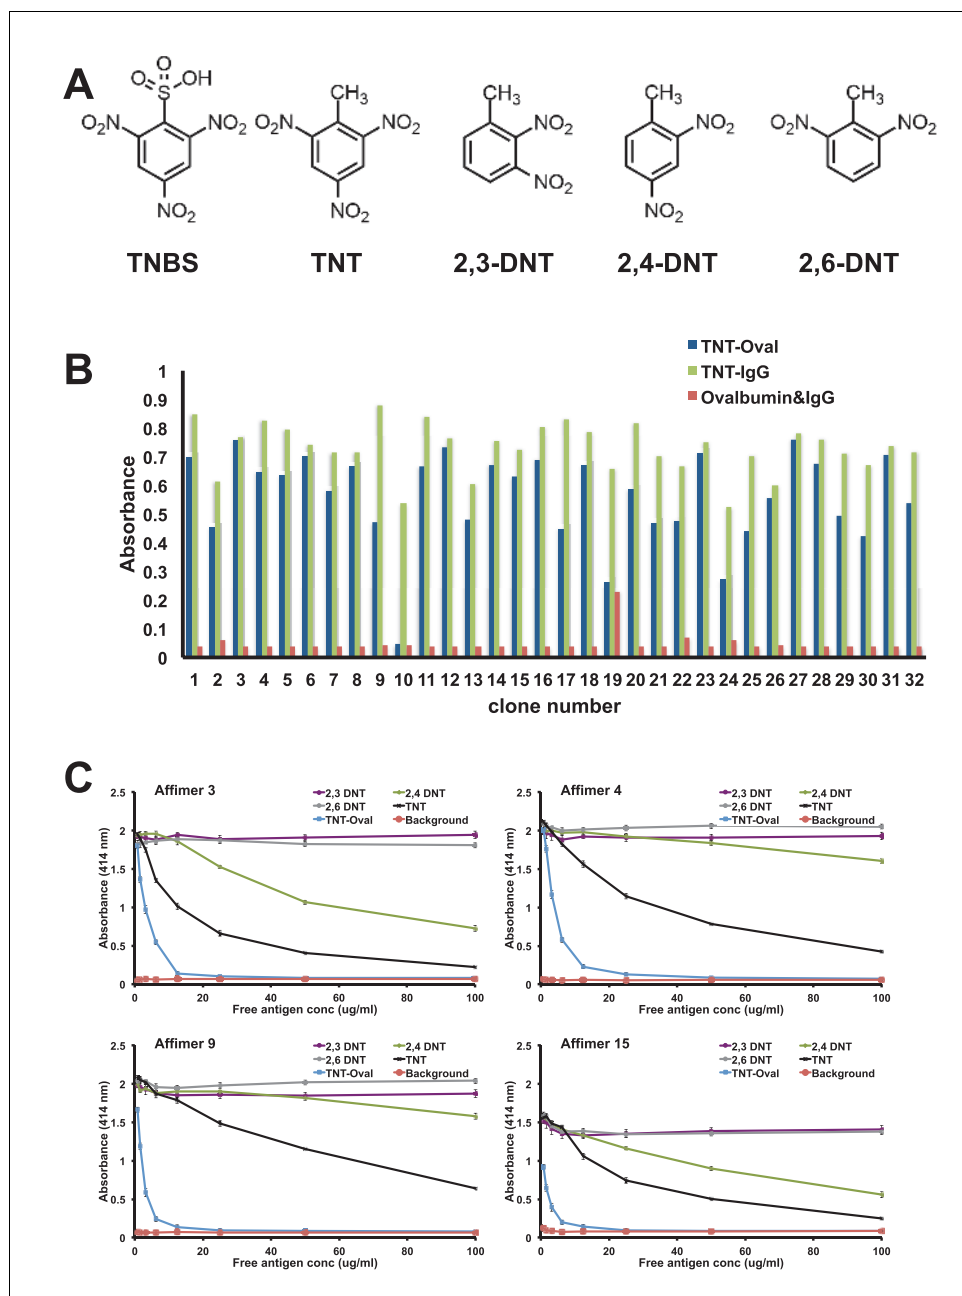 A
O
O
S
OH
O₂N
NO₂
NO₂
TNBS
CH₃
O₂N
NO₂
NO₂
TNT
CH₃
NO₂
NO₂
2,3-DNT
CH₃
NO₂
NO₂
2,4-DNT
CH₃
O₂N
NO₂
2,6-DNT
B
TNT-Oval
TNT-IgG
Ovalbumin&IgG
Absorbance
1
0.9
0.8
0.7
0.6
0.5
0.4
0.3
0.2
0.1
0
1 2 3 4 5 6 7 8 9 10 11 12 13 14 15 16 17 18 19 20 21 22 23 24 25 26 27 28 29 30 31 32
clone number
C
Affimer 3
2,3 DNT 2,4 DNT
2,6 DNT TNT
TNT-Oval Background
Absorbance (414 nm)
2.5
2
1.5
1
0.5
0
0 20 40 60 80 100
Free antigen conc (ug/ml)
Affimer 4
2,3 DNT 2,4 DNT
2,6 DNT TNT
TNT-Oval Background
Absorbance (414 nm)
2.5
2
1.5
1
0.5
0
0 20 40 60 80 100
Free antigen conc (ug/ml)
Affimer 9
2,3 DNT 2,4 DNT
2,6 DNT TNT
TNT-Oval Background
Absorbance (414 nm)
2.5
2
1.5
1
0.5
0
0 20 40 60 80 100
Free antigen conc (ug/ml)
Affimer 15
2,3 DNT 2,4 DNT
2,6 DNT TNT
TNT-Oval Background
Absorbance (414 nm)
2.5
2
1.5
1
0.5
0
0 20 40 60 80 100
Free antigen conc (ug/ml)